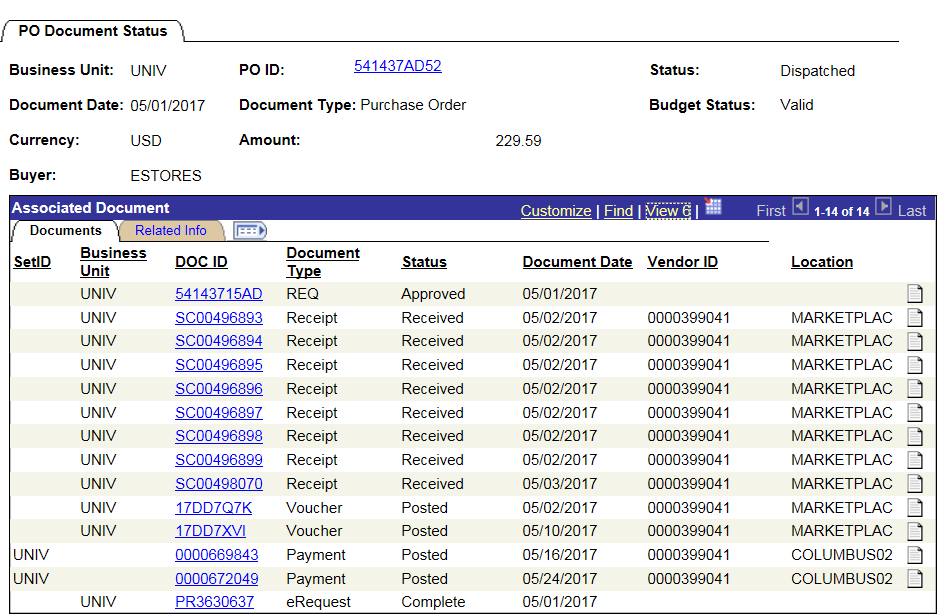 PO Document Status
Business Unit: UNIV PO ID: 541437AD52 Status: Dispatched
Document Date: 05/01/2017 Document Type: Purchase Order Budget Status: Valid
Currency: USD Amount: 229.59
Buyer: ESTORES
Associated Document Customize | Find | View 6 | First 1-14 of 14 Last
Documents Related Info
SetID Business Unit DOC ID Document Type Status Document Date Vendor ID Location
UNIV 54143715AD REQ Approved 05/01/2017
UNIV SC00496893 Receipt Received 05/02/2017 0000399041 MARKETPLAC
UNIV SC00496894 Receipt Received 05/02/2017 0000399041 MARKETPLAC
UNIV SC00496895 Receipt Received 05/02/2017 0000399041 MARKETPLAC
UNIV SC00496896 Receipt Received 05/02/2017 0000399041 MARKETPLAC
UNIV SC00496897 Receipt Received 05/02/2017 0000399041 MARKETPLAC
UNIV SC00496898 Receipt Received 05/02/2017 0000399041 MARKETPLAC
UNIV SC00496899 Receipt Received 05/02/2017 0000399041 MARKETPLAC
UNIV SC00498070 Receipt Received 05/03/2017 0000399041 MARKETPLAC
UNIV 17DD7Q7K Voucher Posted 05/02/2017 0000399041 MARKETPLAC
UNIV 17DD7XVI Voucher Posted 05/10/2017 0000399041 MARKETPLAC
UNIV 0000669843 Payment Posted 05/16/2017 0000399041 COLUMBUS02
UNIV 0000672049 Payment Posted 05/24/2017 0000399041 COLUMBUS02
UNIV PR3630637 eRequest Complete 05/01/2017